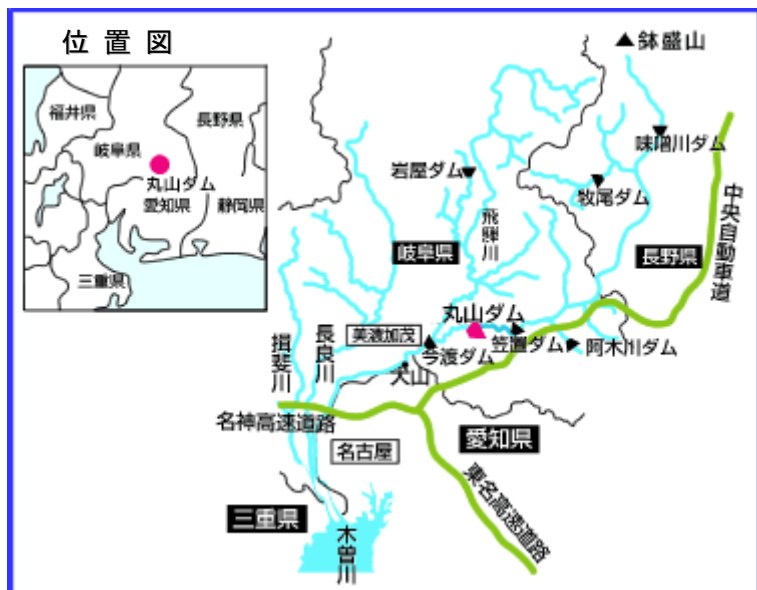 位置図
福井県
長野県
岐阜県
丸山ダム
愛知県
静岡県
三重県
鉢盛山
味噌川ダム
岩屋ダム
牧尾ダム
飛騨川
中央自動車道
岐阜県
長野県
丸山ダム
美濃加茂
今渡ダム
笠置ダム
阿木川ダム
犬山
揖斐川
長良川
名神高速道路
愛知県
名古屋
東名高速道路
三重県
木曽川